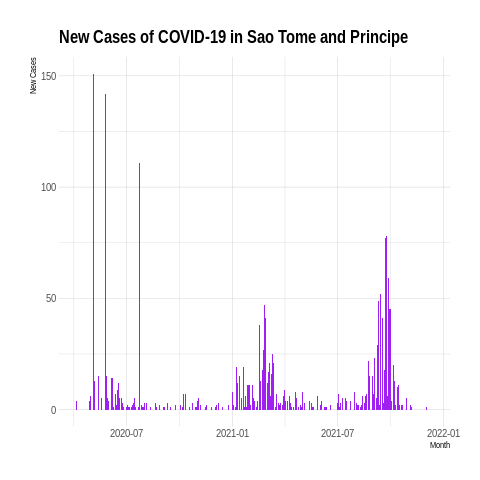 New Cases of COVID-19 in Sao Tome and Principe
New Cases
150
100
50
0
2020-07
2021-01
2021-07
2022-01
Month